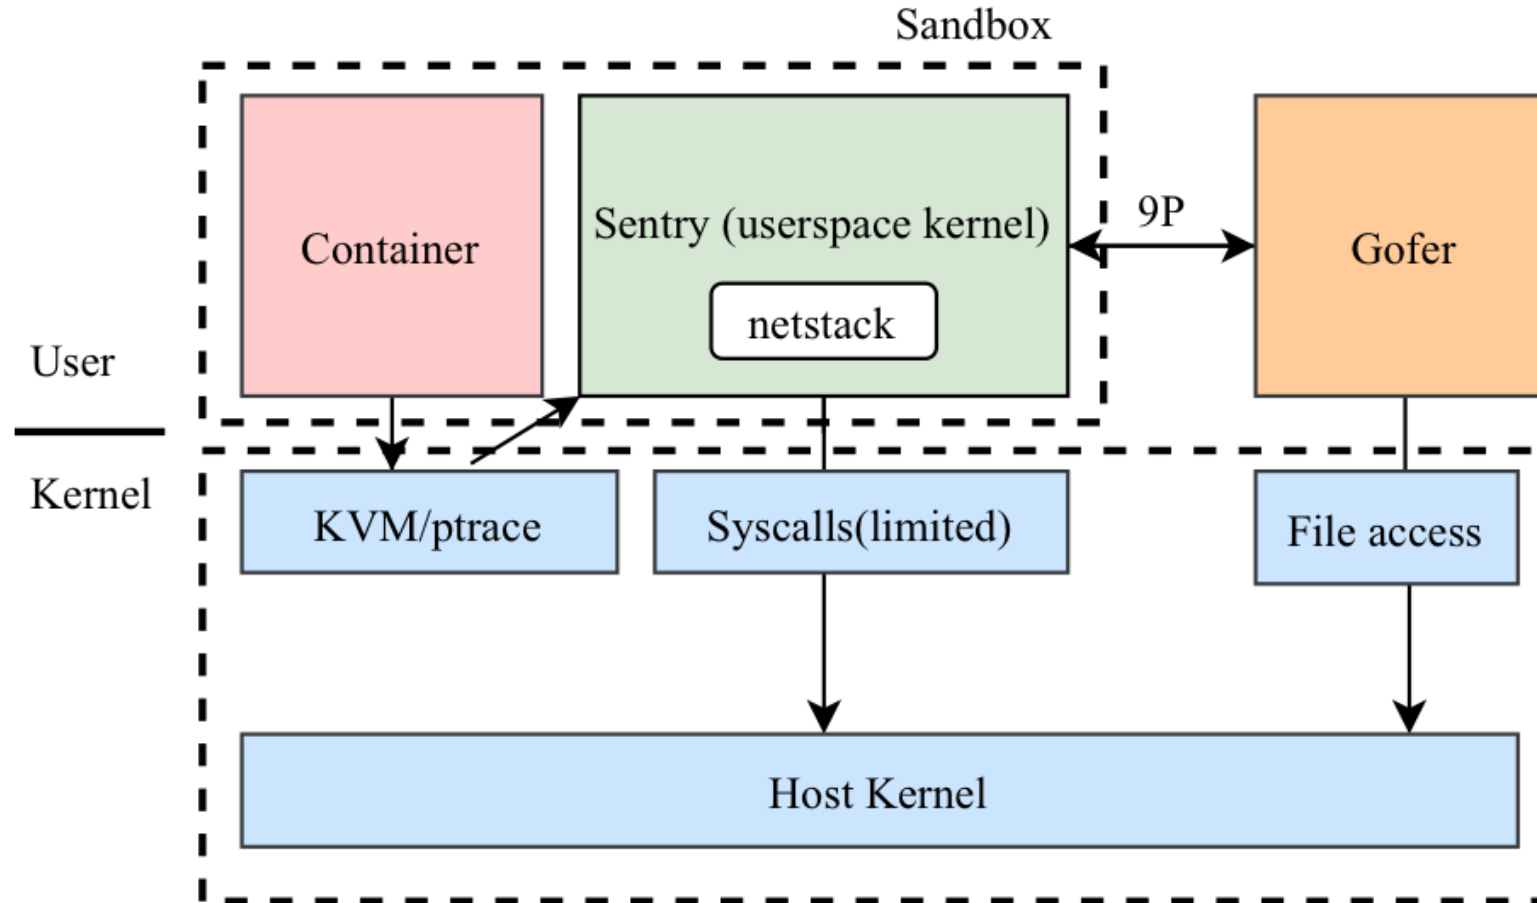 Sandbox
Container
Sentry (userspace kernel)
netstack
9P
Gofer
User
Kernel
KVM/ptrace
Syscalls(limited)
File access
Host Kernel